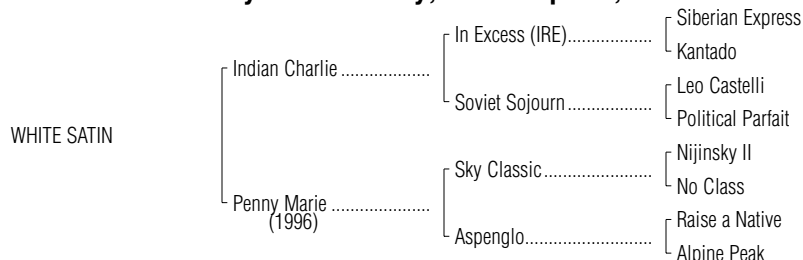 Siberian Express
In Excess (IRE)..................
Kantado
Indian Charlie ...................
Leo Castelli
Soviet Sojourn..................
Political Parfait
WHITE SATIN
Nijinsky II
Sky Classic.......................
No Class
Penny Marie .....................
(1996)
Raise a Native
Aspenglo...........................
Alpine Peak